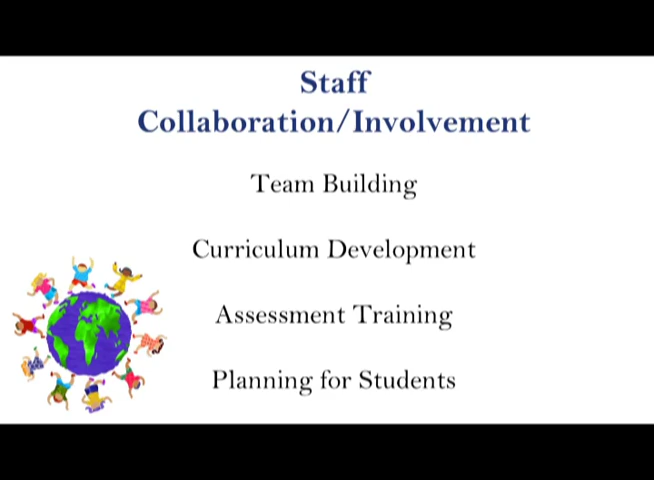 Staff
Collaboration/Involvement
Team Building
Curriculum Development
Assessment Training
Planning for Students